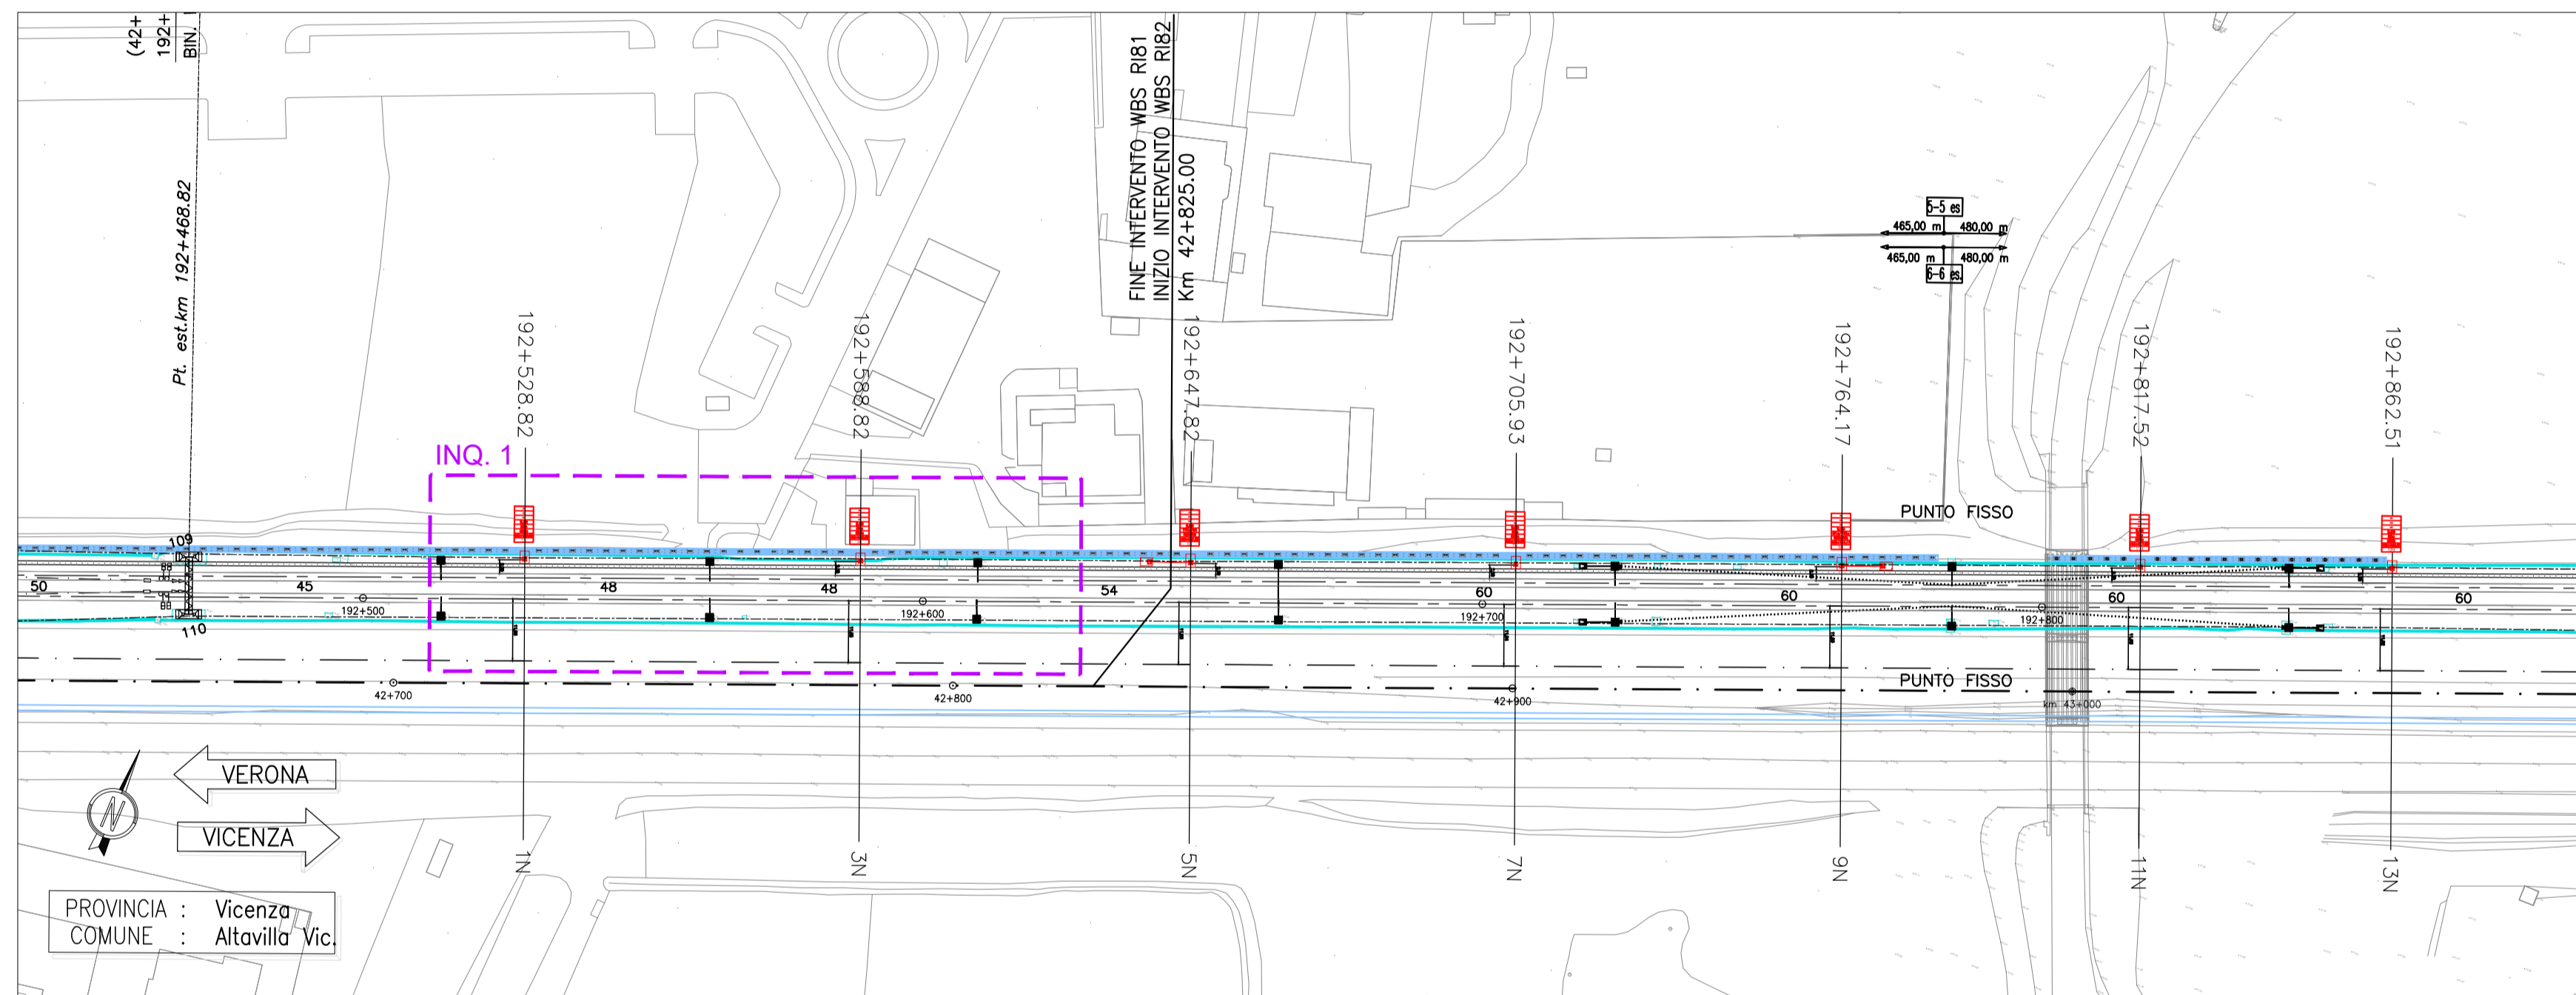 (42+
192+
BIN.
Pt. est.km 192+468.82
FINE INTERVENTO WBS RI81
INIZIO INTERVENTO WBS RI82
Km 42+825.00
5-5 es
465,00 m 480,00 m
465,00 m 480,00 m
6-6 es.
192+528.82
192+588.82
192+647.82
192+705.93
192+764.17
192+817.52
192+862.51
INQ. 1
PUNTO FISSO
109
50
45
48
48
54
60
60
60
60
192+500
192+600
192+700
192+800
110
PUNTO FISSO
42+700
42+800
42+900
km 43+000
VERONA
N
VICENZA
1N
3N
5N
7N
9N
11N
13N
PROVINCIA : Vicenza
COMUNE : Altavilla Vic.